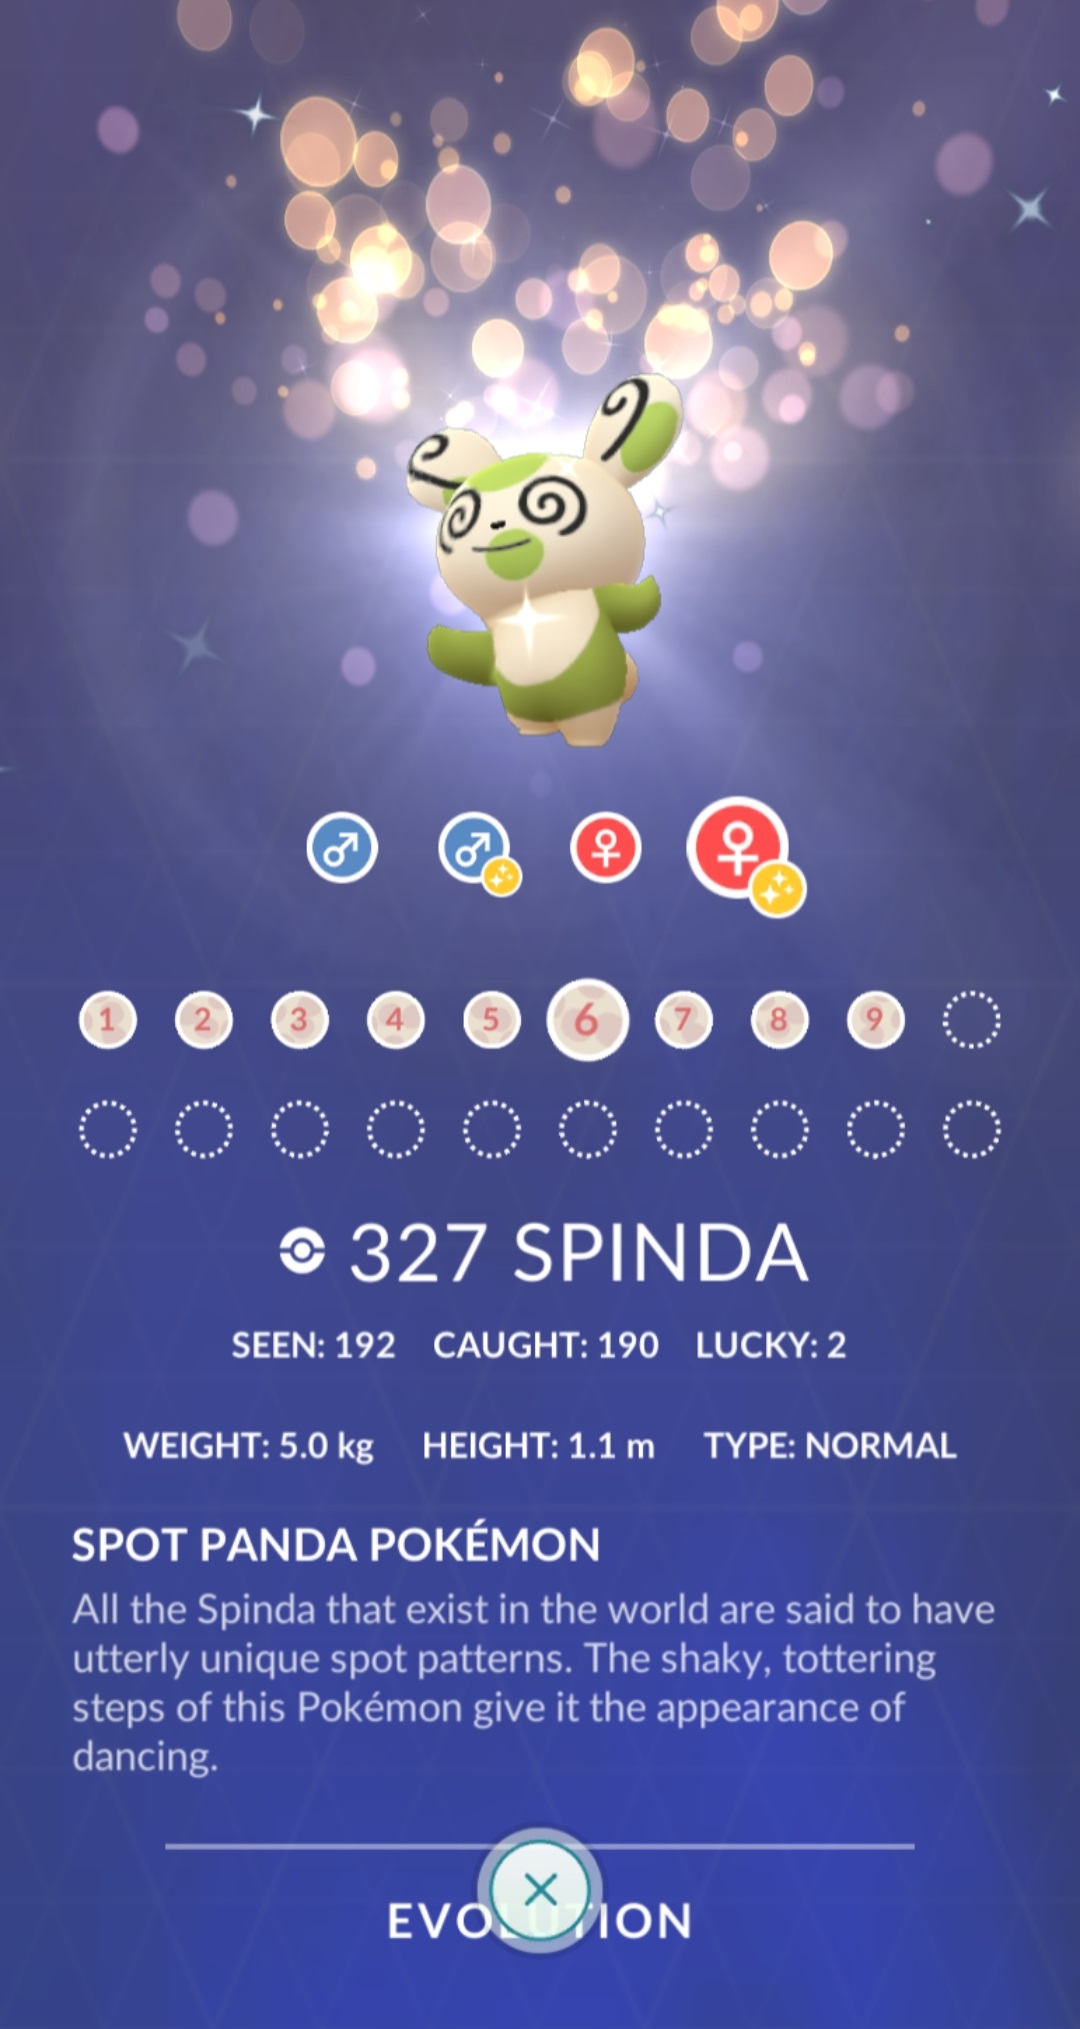 1 2 3 4 5 6 7 8 9
327 SPINDA
SEEN: 192 CAUGHT: 190 LUCKY: 2
WEIGHT: 5.0 kg HEIGHT: 1.1 m TYPE: NORMAL
SPOT PANDA POKÉMON
All the Spinda that exist in the world are said to have
utterly unique spot patterns. The shaky, tottering
steps of this Pokémon give it the appearance of
dancing.
EVOLUTION